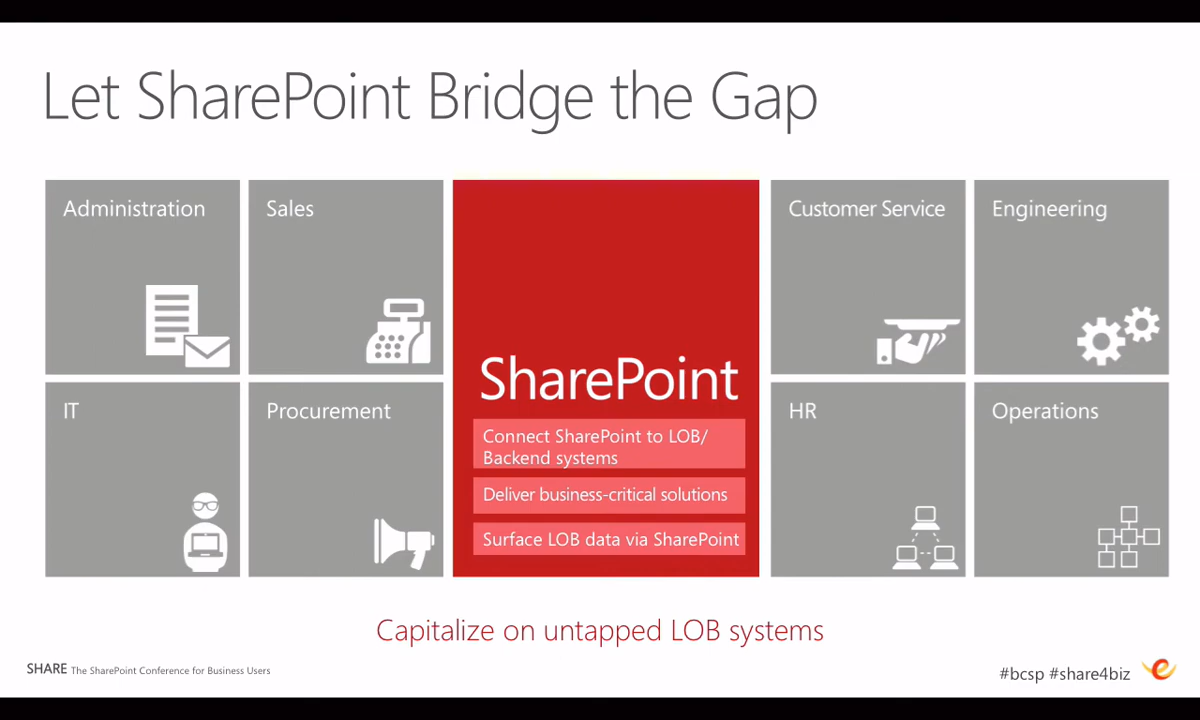 Let SharePoint Bridge the Gap
Administration
Sales
SharePoint
Connect SharePoint to LOB/
Backend systems
Deliver business-critical solutions
Surface LOB data via SharePoint
Customer Service
Engineering
IT
Procurement
HR
Operations
Capitalize on untapped LOB systems
SHARE The SharePoint Conference for Business Users
#bcsp #share4biz